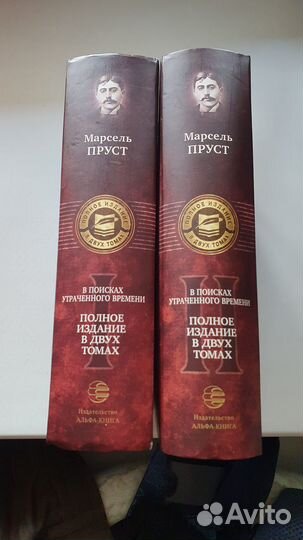 Марсель
ПРУСТ
ПОЛНОЕ ИЗДАНИЕ
В ДВУХ ТОМАХ
I
В ПОИСКАХ
УТРАЧЕННОГО ВРЕМЕНИ
ПОЛНОЕ
ИЗДАНИЕ
В ДВУХ
ТОМАХ
Издательство
АЛЬФА-КНИГА
Марсель
ПРУСТ
ПОЛНОЕ ИЗДАНИЕ
В ДВУХ ТОМАХ
II
В ПОИСКАХ
УТРАЧЕННОГО ВРЕМЕНИ
ПОЛНОЕ
ИЗДАНИЕ
В ДВУХ
ТОМАХ
Издательство
АЛЬФА-КНИГА
Avito